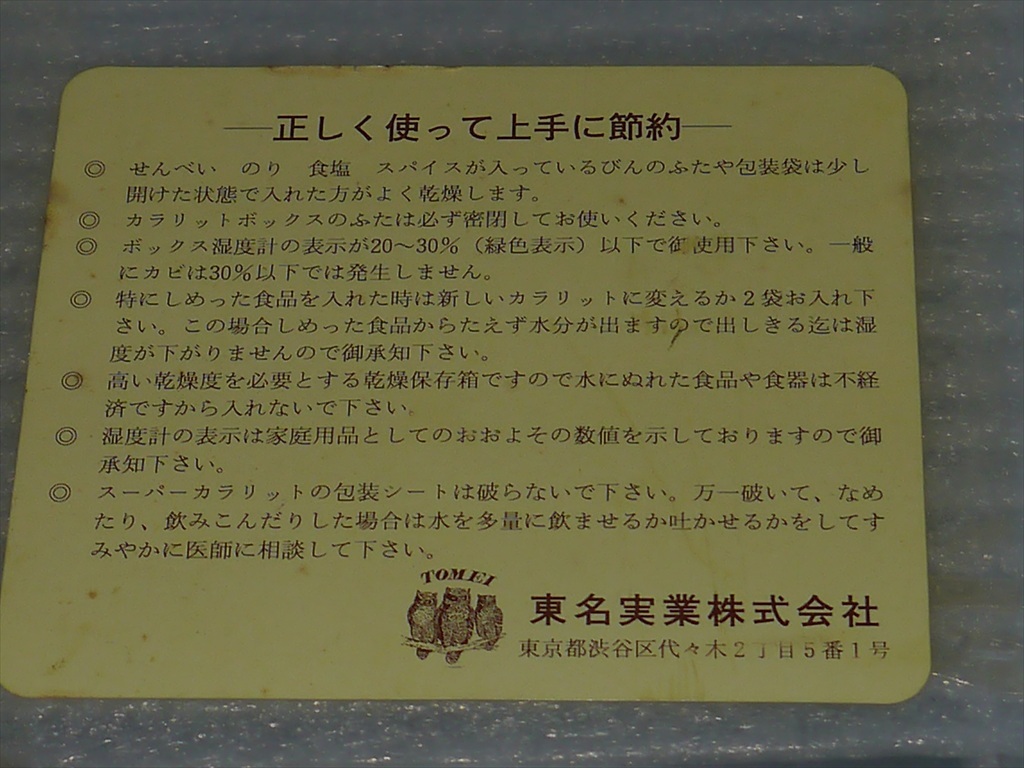 ―正しく使って上手に節約―
◎ せんべい のり 食塩 スパイスが入っているびんのふたや包装袋は少し
開けた状態で入れた方がよく乾燥します。
◎ カラリットボックスのふたは必ず密閉してお使いください。
◎ ボックス湿度計の表示が20～30%（緑色表示）以下で御使用下さい。一般
にカビは30%以下では発生しません。
◎ 特にしめった食品を入れた時は新しいカラリットに変えるか2袋お入れ下
さい。この場合しめった食品からたえず水分が出ますので出しきる迄は湿
度が下がりませんので御承知下さい。
◎ 高い乾燥度を必要とする乾燥保存箱ですので水にぬれた食品や食器は不経
済ですから入れないで下さい。
◎ 湿度計の表示は家庭用品としてのおおよその数値を示しておりますので御
承知下さい。
◎ スーパーカラリットの包装シートは破らないで下さい。万一破いて、なめ
たり、飲みこんだりした場合は水を多量に飲ませるか吐かせるかをしてす
みやかに医師に相談して下さい。
TOMEI
東名実業株式会社
東京都渋谷区代々木2丁目5番1号